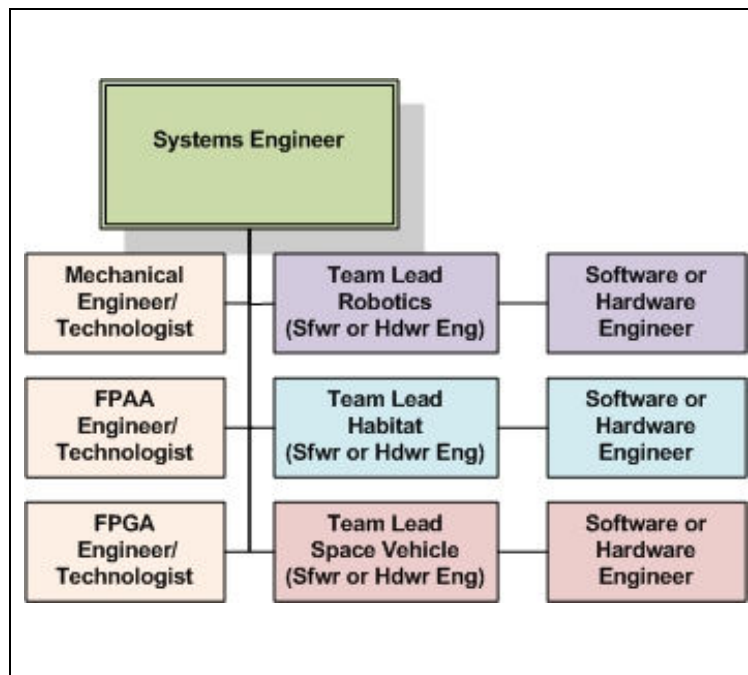 Systems Engineer
Mechanical
Engineer/
Technologist
Team Lead
Robotics
(Sfwr or Hdwr Eng)
Software or
Hardware
Engineer
FPAA
Engineer/
Technologist
Team Lead
Habitat
(Sfwr or Hdwr Eng)
Software or
Hardware
Engineer
FPGA
Engineer/
Technologist
Team Lead
Space Vehicle
(Sfwr or Hdwr Eng)
Software or
Hardware
Engineer